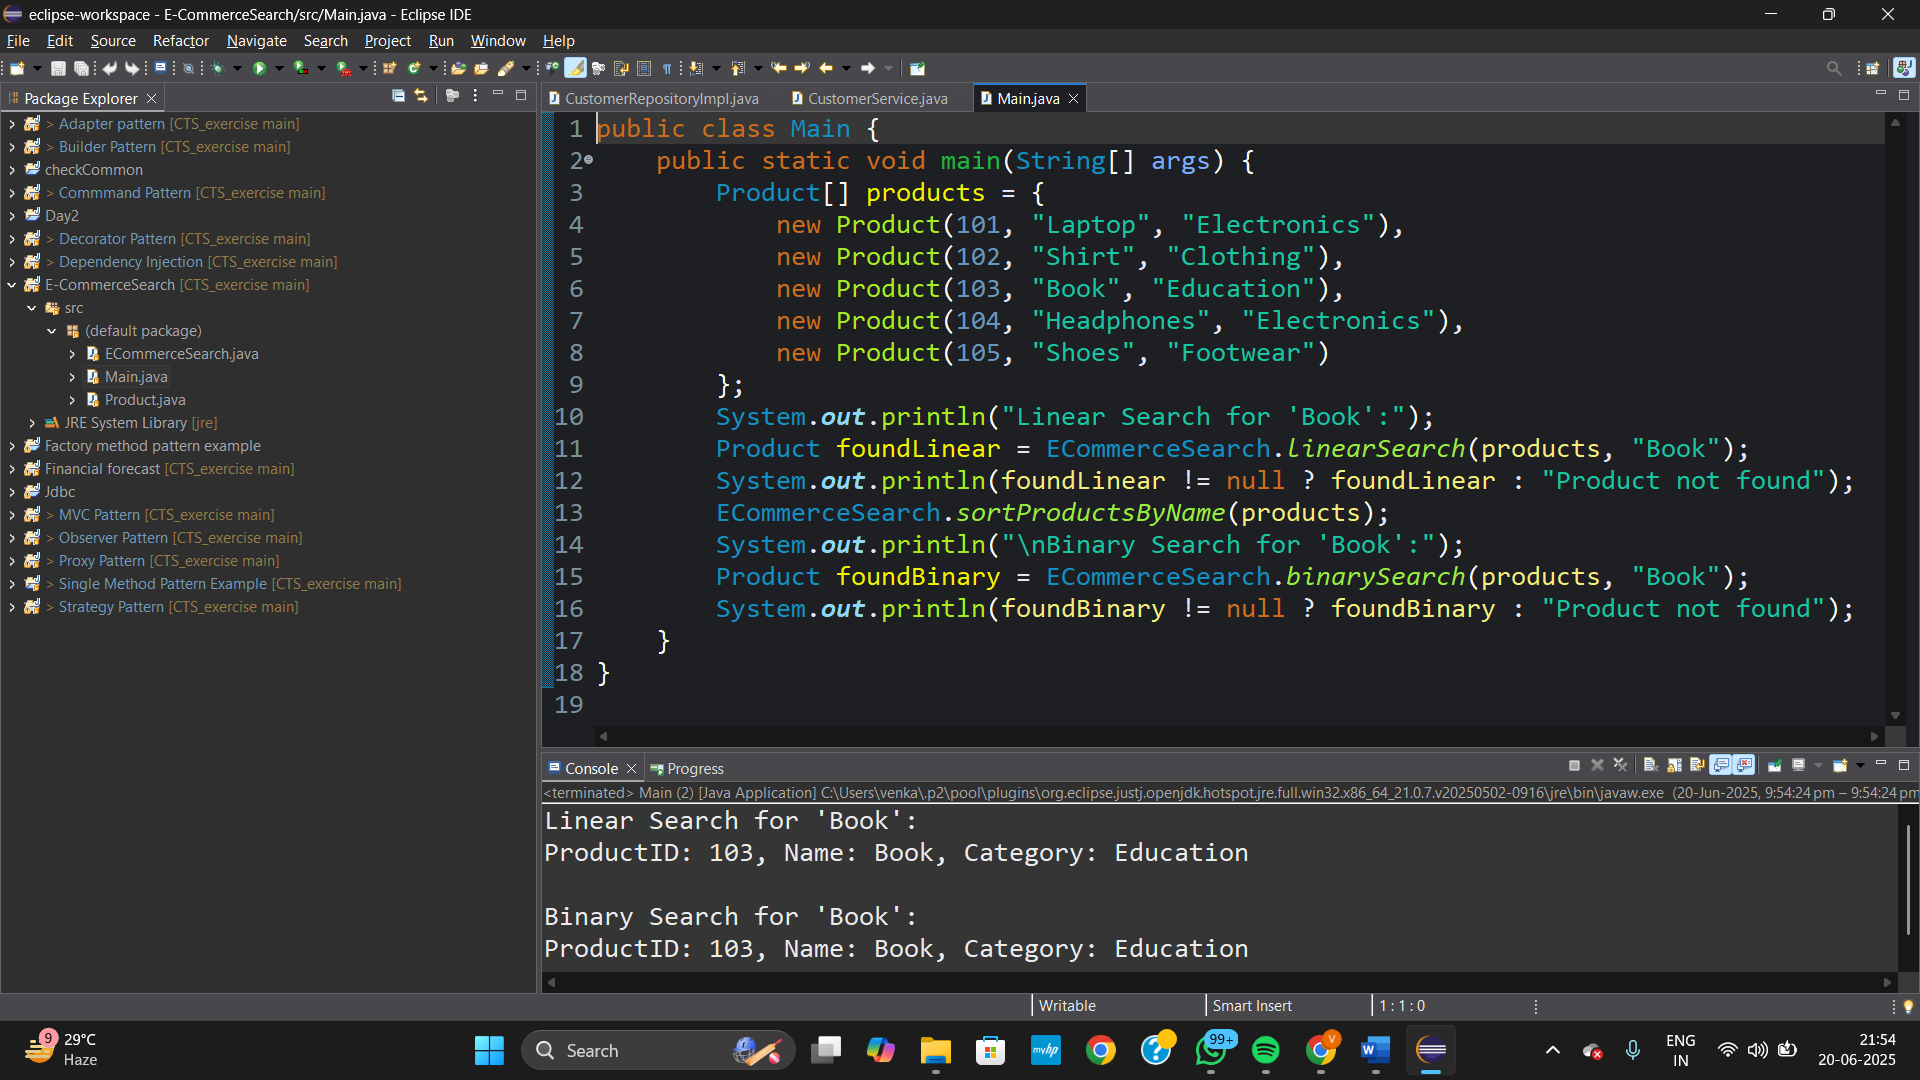 eclipse-workspace - E-CommerceSearch/src/Main.java - Eclipse IDE
File Edit Source Refactor Navigate Search Project Run Window Help
Package Explorer
> Adapter pattern [CTS_exercise main]
> Builder Pattern [CTS_exercise main]
checkCommon
> Commmand Pattern [CTS_exercise main]
Day2
> Decorator Pattern [CTS_exercise main]
> Dependency Injection [CTS_exercise main]
E-CommerceSearch [CTS_exercise main]
src
(default package)
ECommerceSearch.java
Main.java
Product.java
JRE System Library [jre]
Factory method pattern example
Financial forecast [CTS_exercise main]
Jdbc
> MVC Pattern [CTS_exercise main]
> Observer Pattern [CTS_exercise main]
> Proxy Pattern [CTS_exercise main]
> Single Method Pattern Example [CTS_exercise main]
> Strategy Pattern [CTS_exercise main]
CustomerRepositoryImpl.java CustomerService.java Main.java
1 public class Main {
2 public static void main(String[] args) {
3 Product[] products = {
4 new Product(101, "Laptop", "Electronics"),
5 new Product(102, "Shirt", "Clothing"),
6 new Product(103, "Book", "Education"),
7 new Product(104, "Headphones", "Electronics"),
8 new Product(105, "Shoes", "Footwear")
9 };
10 System.out.println("Linear Search for 'Book':");
11 Product foundLinear = ECommerceSearch.linearSearch(products, "Book");
12 System.out.println(foundLinear != null ? foundLinear : "Product not found");
13 ECommerceSearch.sortProductsByName(products);
14 System.out.println("\nBinary Search for 'Book':");
15 Product foundBinary = ECommerceSearch.binarySearch(products, "Book");
16 System.out.println(foundBinary != null ? foundBinary : "Product not found");
17 }
18 }
19
Console Progress
<terminated> Main (2) [Java Application] C:\Users\venka\.p2\pool\plugins\org.eclipse.justj.openjdk.hotspot.jre.full.win32.x86_64_21.0.7.v20250502-0916\jre\bin\javaw.exe (20-Jun-2025, 9:54:24 pm – 9:54:24 pm
Linear Search for 'Book':
ProductID: 103, Name: Book, Category: Education
Binary Search for 'Book':
ProductID: 103, Name: Book, Category: Education
Writable Smart Insert 1 : 1 : 0
9
29°C
Haze
Search
myhp
99+
V
ENG
IN
21:54
20-06-2025